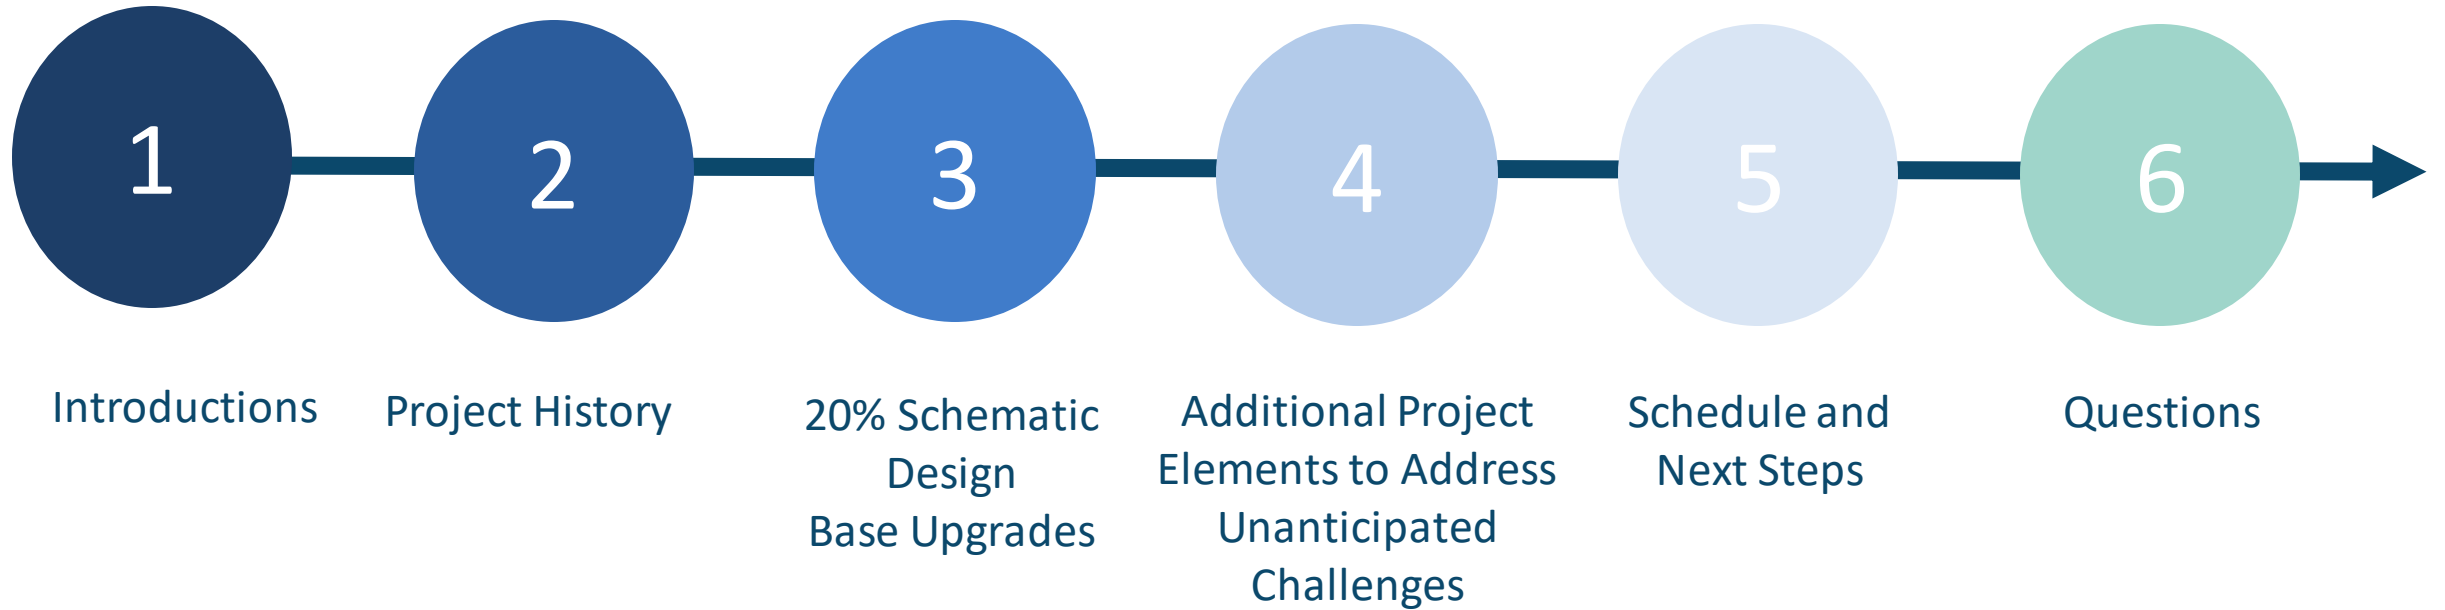 1
2
3
4
5
6
Introductions
Project History
20% Schematic
Design
Base Upgrades
Additional Project
Elements to Address
Unanticipated
Challenges
Schedule and
Next Steps
Questions